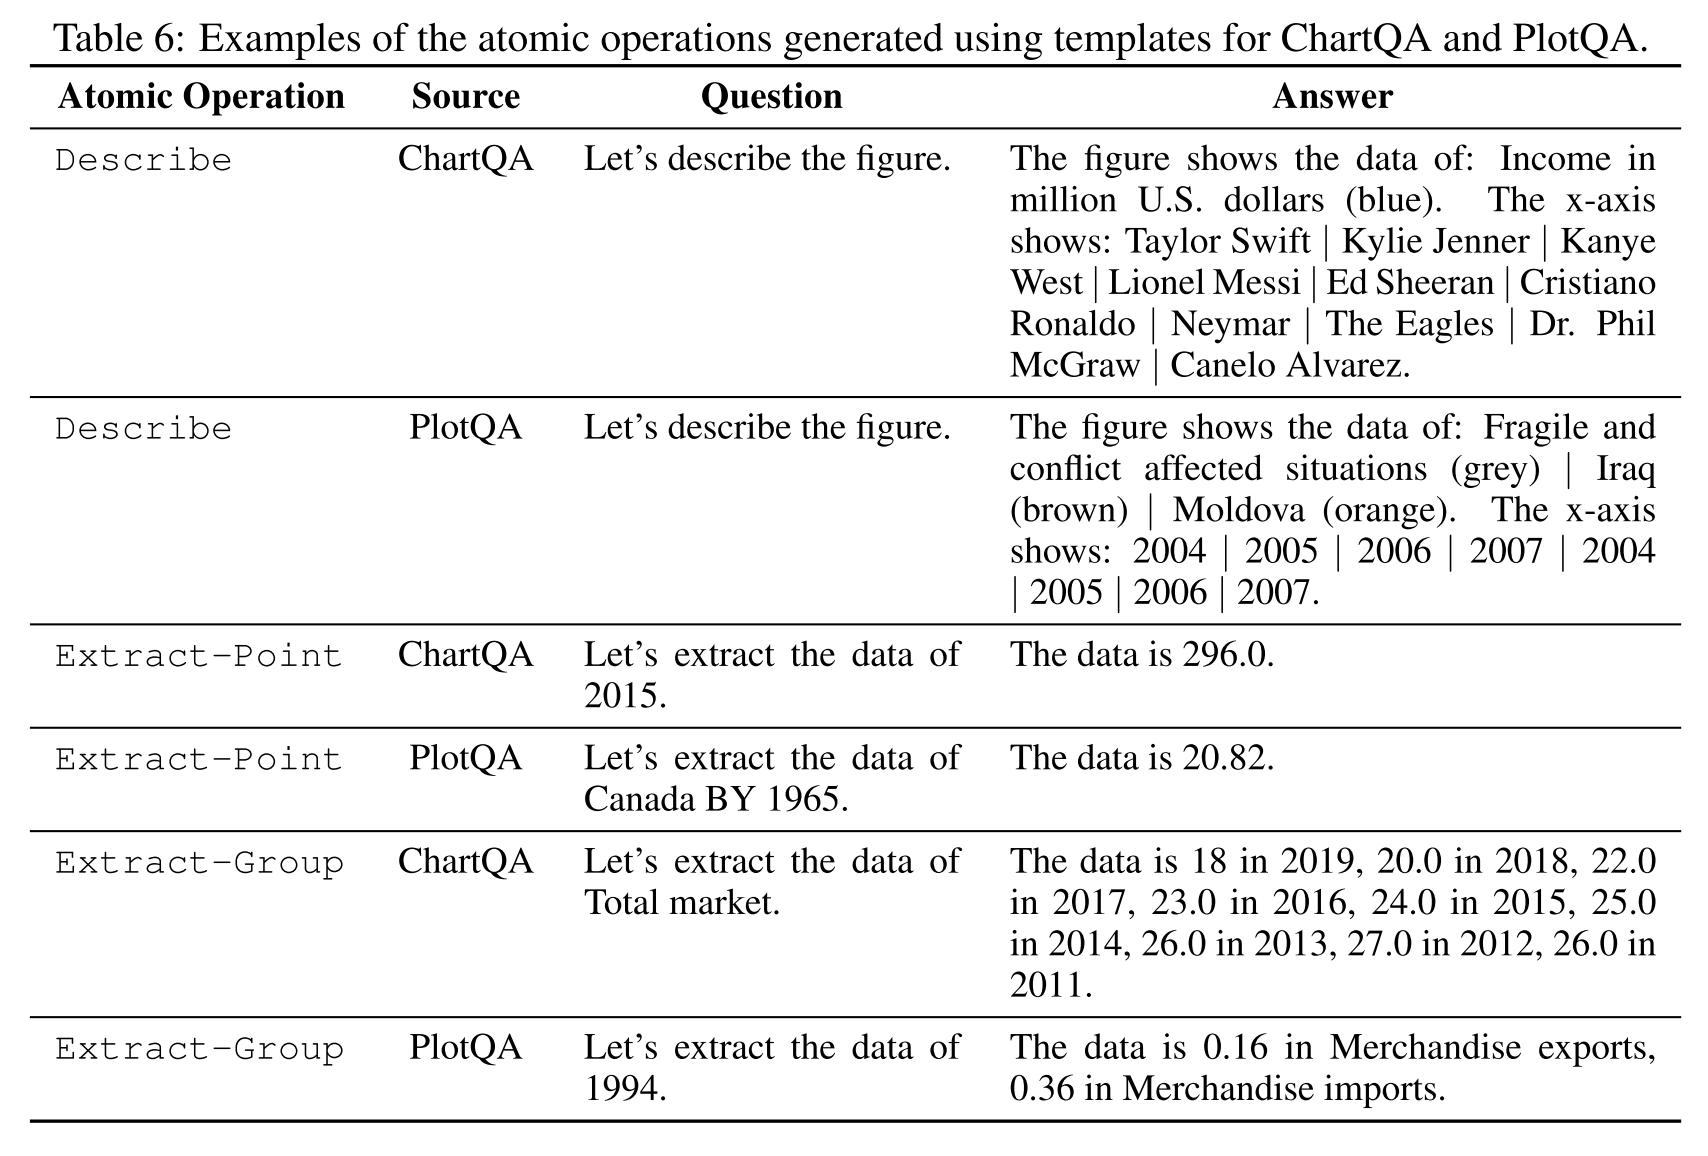 Table 6: Examples of the atomic operations generated using templates for ChartQA and PlotQA.
Atomic Operation Source Question Answer
Describe ChartQA Let's describe the figure. The figure shows the data of: Income in
million U.S. dollars (blue). The x-axis
shows: Taylor Swift | Kylie Jenner | Kanye
West | Lionel Messi | Ed Sheeran | Cristiano
Ronaldo | Neymar | The Eagles | Dr. Phil
McGraw | Canelo Alvarez.
Describe PlotQA Let's describe the figure. The figure shows the data of: Fragile and
conflict affected situations (grey) | Iraq
(brown) | Moldova (orange). The x-axis
shows: 2004 | 2005 | 2006 | 2007 | 2004
| 2005 | 2006 | 2007.
Extract-Point ChartQA Let's extract the data of The data is 296.0.
2015.
Extract-Point PlotQA Let's extract the data of The data is 20.82.
Canada BY 1965.
Extract-Group ChartQA Let's extract the data of The data is 18 in 2019, 20.0 in 2018, 22.0
Total market. in 2017, 23.0 in 2016, 24.0 in 2015, 25.0
in 2014, 26.0 in 2013, 27.0 in 2012, 26.0 in
2011.
Extract-Group PlotQA Let's extract the data of The data is 0.16 in Merchandise exports,
1994. 0.36 in Merchandise imports.